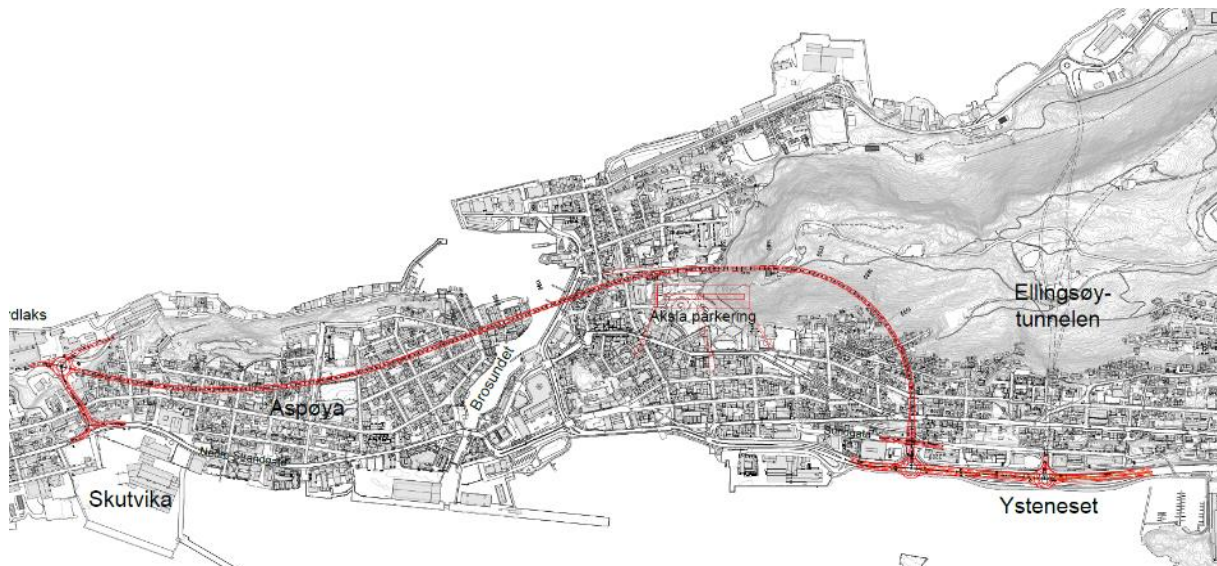 rdlaks
Ellingsøy-
tunnelen
Aksla parkering
Brosundet
Aspøya
Skutvika
Ysteneset